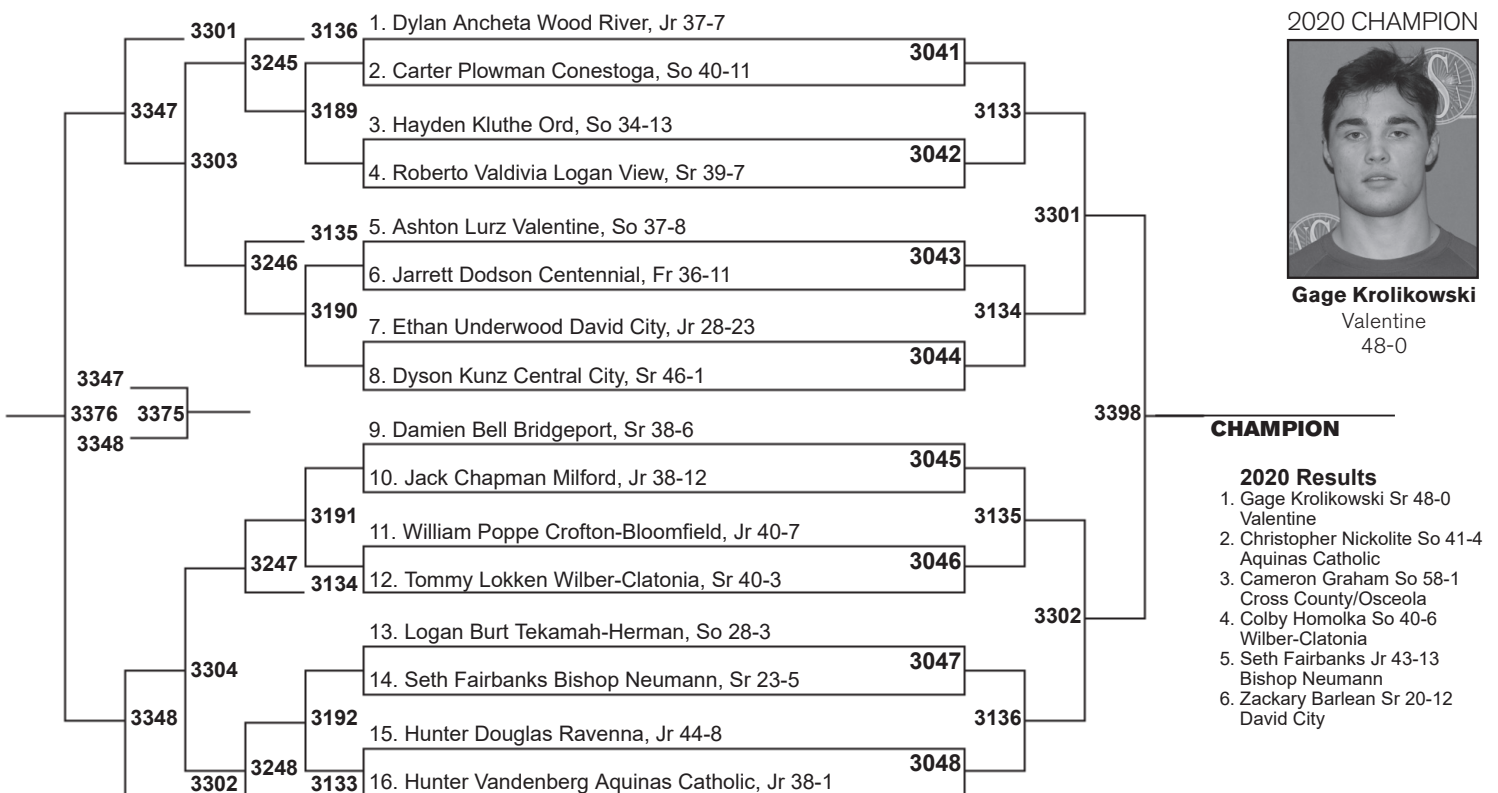 3301
3136
1. Dylan Ancheta Wood River, Jr 37-7
3245
3041
2. Carter Plowman Conestoga, So 40-11
3347
3189
3133
3. Hayden Kluthe Ord, So 34-13
3303
3042
4. Roberto Valdivia Logan View, Sr 39-7
3301
3135
5. Ashton Lurz Valentine, So 37-8
3246
3043
6. Jarrett Dodson Centennial, Fr 36-11
3190
3134
7. Ethan Underwood David City, Jr 28-23
3044
8. Dyson Kunz Central City, Sr 46-1
3347
3376
3375
3348
3398
CHAMPION
9. Damien Bell Bridgeport, Sr 38-6
3045
10. Jack Chapman Milford, Jr 38-12
3191
3135
11. William Poppe Crofton-Bloomfield, Jr 40-7
3247
3046
3134
12. Tommy Lokken Wilber-Clatonia, Sr 40-3
3302
13. Logan Burt Tekamah-Herman, So 28-3
3304
3047
14. Seth Fairbanks Bishop Neumann, Sr 23-5
3348
3192
3136
15. Hunter Douglas Ravenna, Jr 44-8
3248
3048
3302
3133
16. Hunter Vandenberg Aquinas Catholic, Jr 38-1
2020 CHAMPION
Gage Krolikowski
Valentine
48-0
2020 Results
1. Gage Krolikowski Sr 48-0
Valentine
2. Christopher Nickolite So 41-4
Aquinas Catholic
3. Cameron Graham So 58-1
Cross County/Osceola
4. Colby Homolka So 40-6
Wilber-Clatonia
5. Seth Fairbanks Jr 43-13
Bishop Neumann
6. Zackary Barlean Sr 20-12
David City